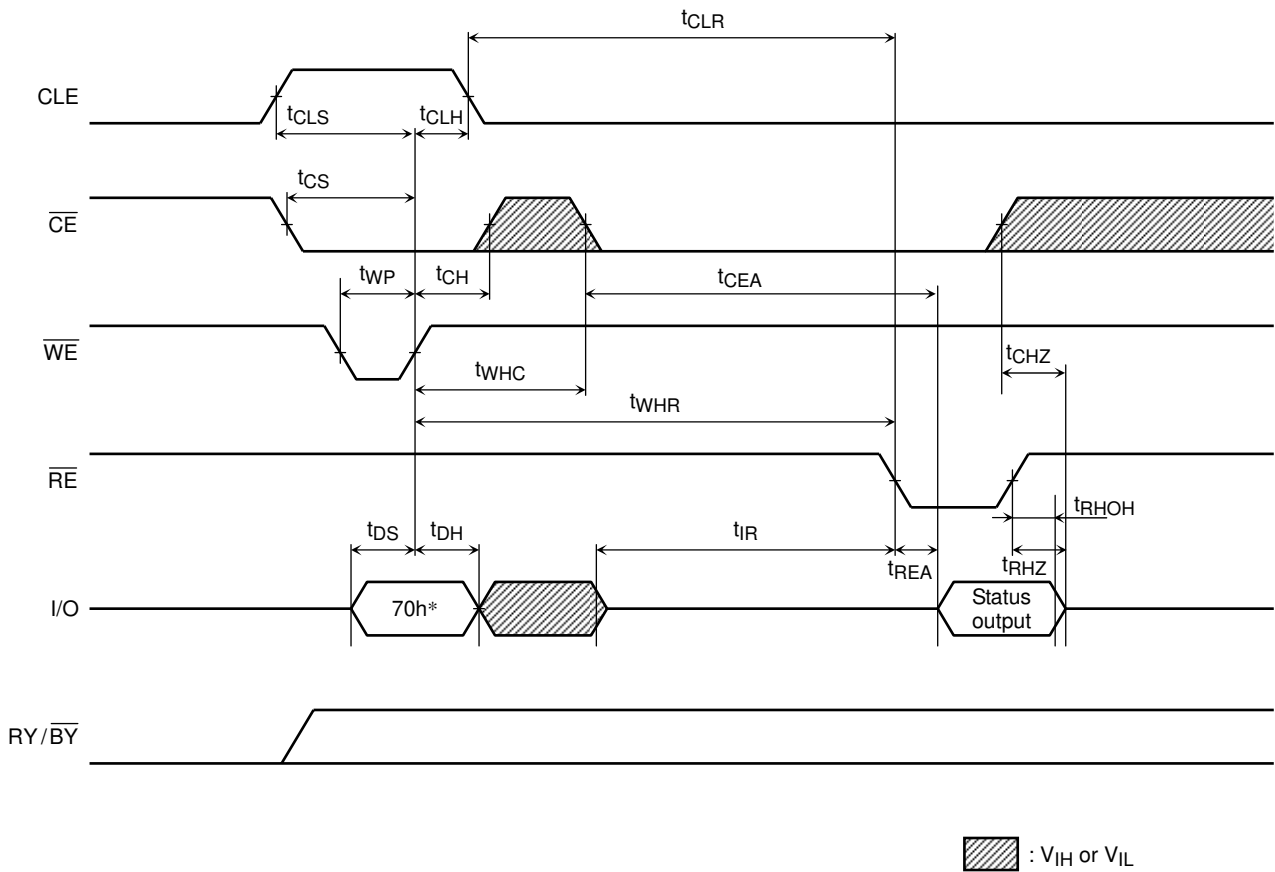 tCLR
CLE
tCLS
tCLH
tCS
CE
tWP
tCH
tCEA
WE
tCHZ
tWHC
tWHR
RE
tRHOH
tDS
tDH
tIR
tREA
tRHZ
I/O
70h*
Status
output
RY/BY
: VIH or VIL